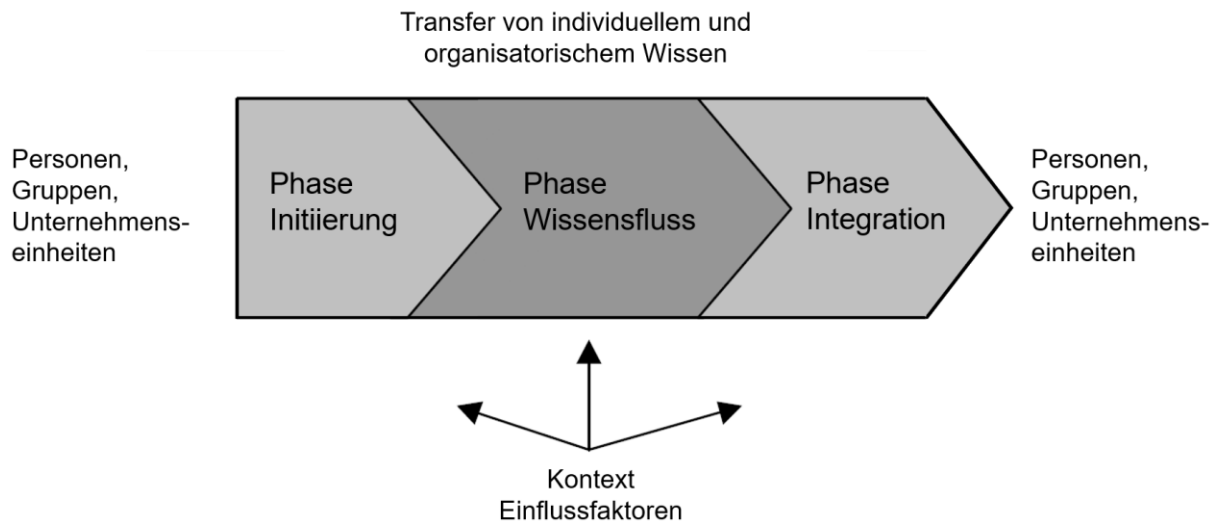 Transfer von individuellem und
organisatorischem Wissen
Personen,
Gruppen,
Unternehmens-
einheiten
Phase
Initiierung
Phase
Wissensfluss
Phase
Integration
Personen,
Gruppen,
Unternehmens-
einheiten
Kontext
Einflussfaktoren